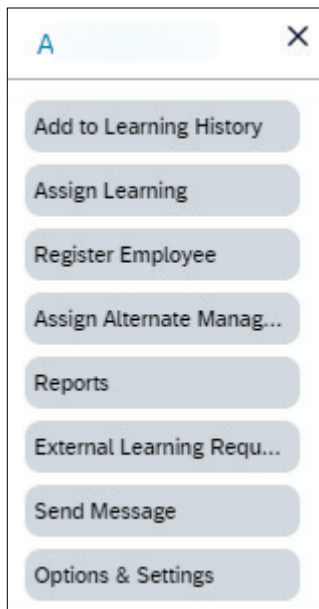 A
Add to Learning History
Assign Learning
Register Employee
Assign Alternate Manag...
Reports
External Learning Requ...
Send Message
Options & Settings